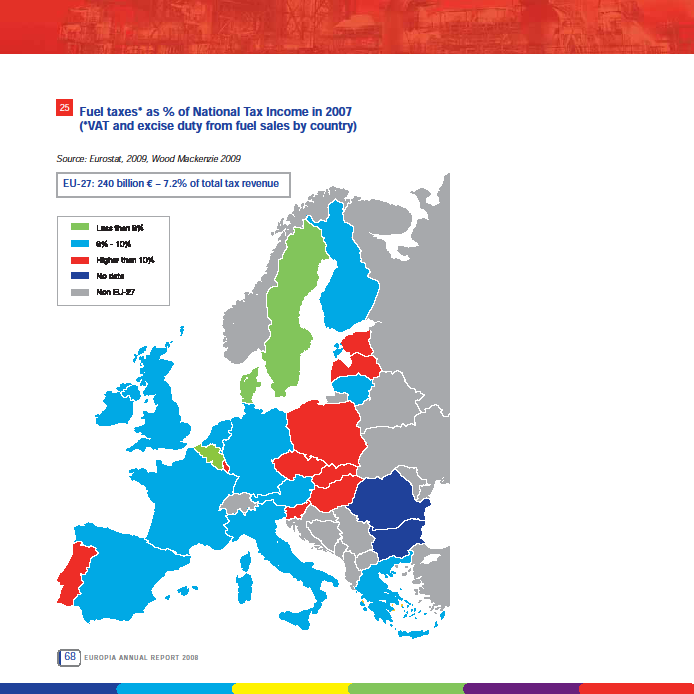 25
Fuel taxes* as % of National Tax Income in 2007
(*VAT and excise duty from fuel sales by country)
Source: Eurostat, 2009, Wood Mackenzie 2009
EU-27: 240 billion € – 7.2% of total tax revenue
Less than 6%
6% - 10%
Higher than 10%
No data
Non EU-27
68 EUROPIA ANNUAL REPORT 2008